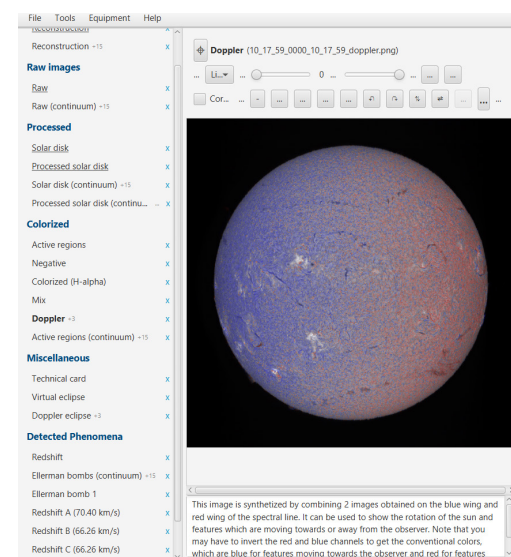 File Tools Equipment Help
Reconstruction
Reconstruction +15 x
Raw images
Raw x
Raw (continuum) +15 x
Processed
Solar disk x
Processed solar disk x
Solar disk (continuum) +15 x
Processed solar disk (continu... x
Colorized
Active regions x
Negative x
Colorized (H-alpha) x
Mix x
Doppler +3 x
Active regions (continuum) +15 x
Miscellaneous
Technical card x
Virtual eclipse x
Doppler eclipse +3 x
Detected Phenomena
Redshift x
Ellerman bombs (continuum) +15 x
Ellerman bomb 1 x
Redshift A (70.40 km/s) x
Redshift B (66.26 km/s) x
Redshift C (66.26 km/s) x
Doppler (10_17_59_0000_10_17_59_doppler.png)
... Li... ... 0 ... ... ... ...
Cor... ... - ... ... ... ... ... ... ...
This image is synthetized by combining 2 images obtained on the blue wing and
red wing of the spectral line. It can be used to show the rotation of the sun and
features which are moving towards or away from the observer. Note that you
may have to invert the red and blue channels to get the conventional colors,
which are blue for features moving towards the observer and red for features